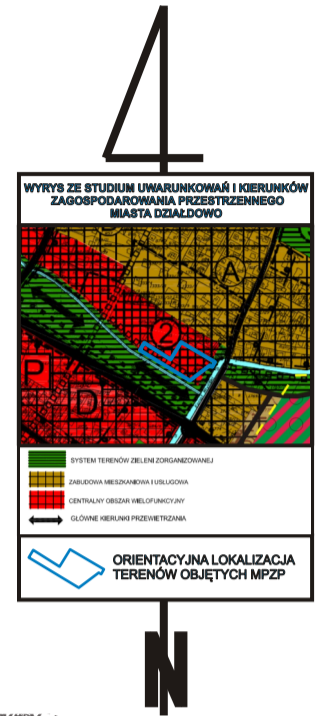 WYRYS ZE STUDIUM UWARUNKOWAŃ I KIERUNKÓW
ZAGOSPODAROWANIA PRZESTRZENNEGO
MIASTA DZIAŁDOWO
A
2
P
D
SYSTEM TERENÓW ZIELENI ZORGANIZOWANEJ
ZABUDOWA MIESZKANIOWA I USŁUGOWA
CENTRALNY OBSZAR WIELOFUNKCYJNY
GŁÓWNE KIERUNKI PRZEWIETRZANIA
ORIENTACYJNA LOKALIZACJA
TERENÓW OBJĘTYCH MPZP
N